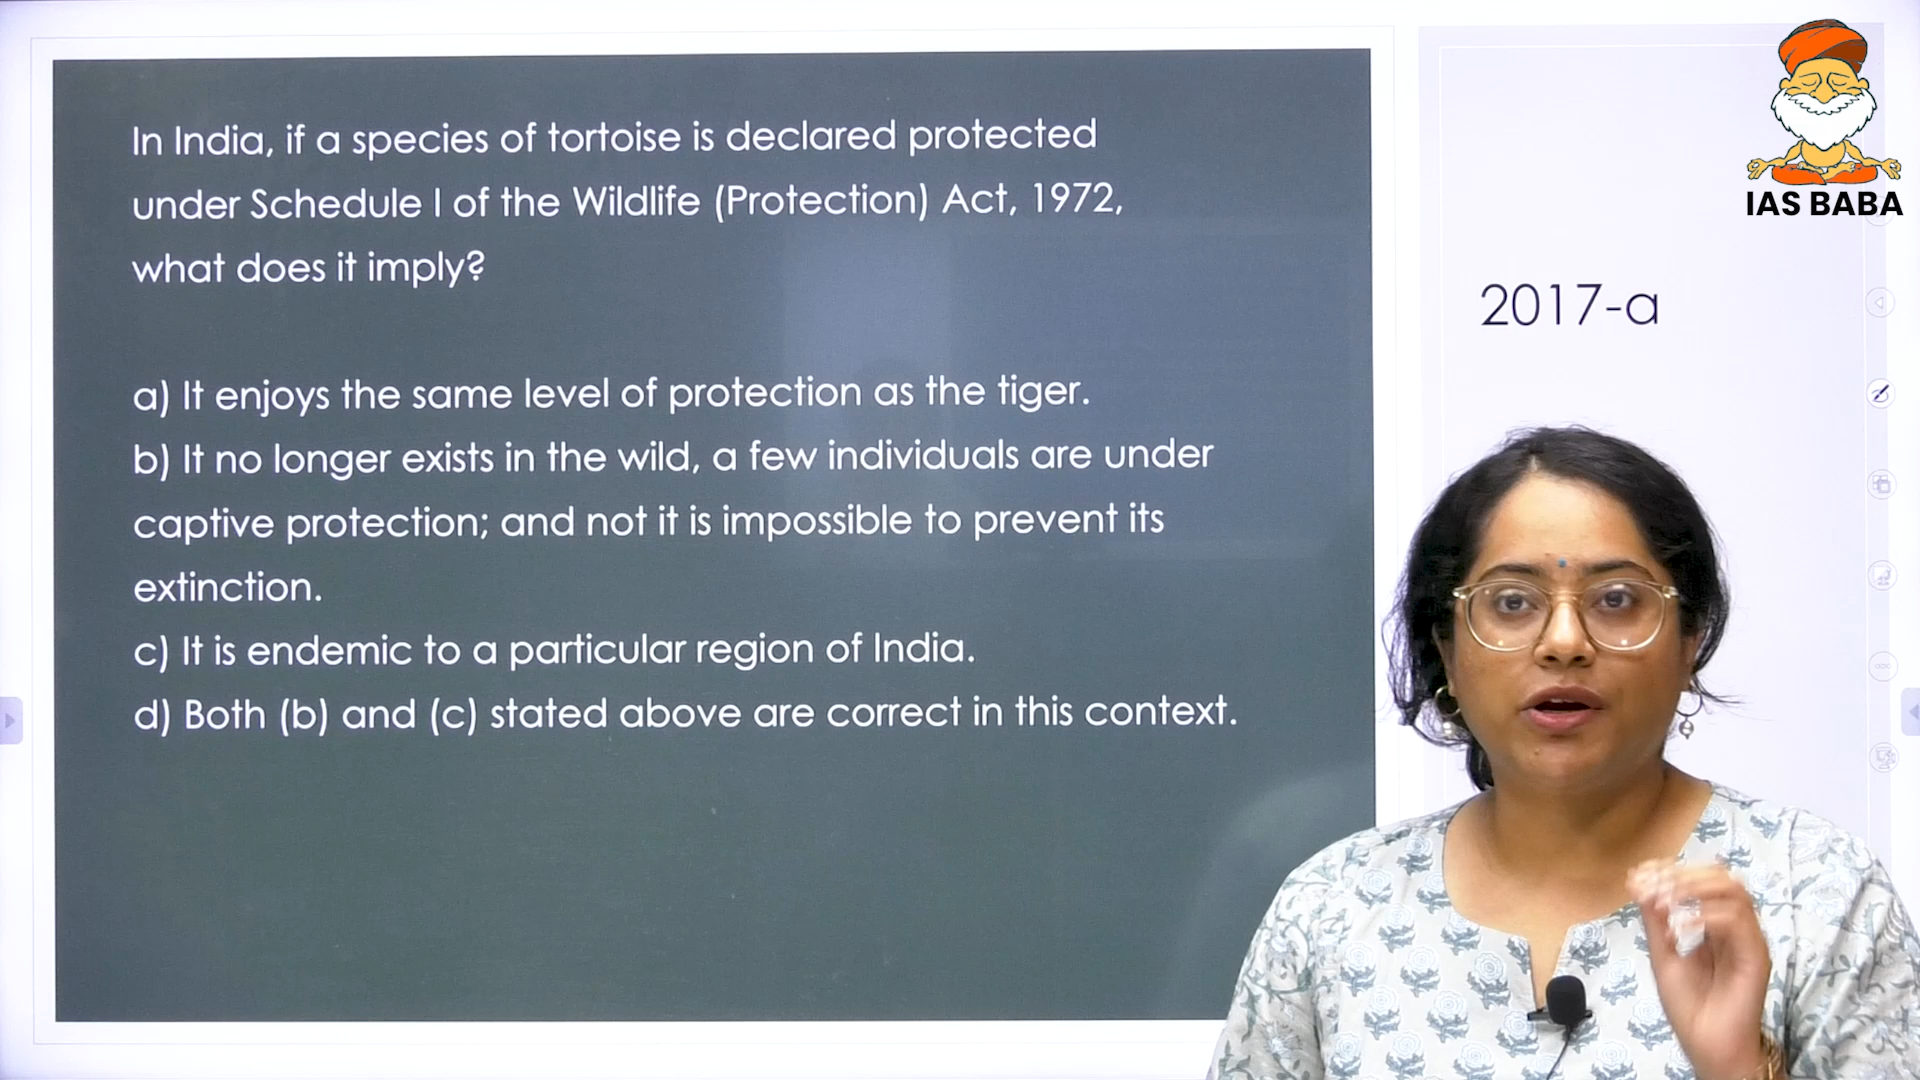 In India, if a species of tortoise is declared protected
under Schedule I of the Wildlife (Protection) Act, 1972,
what does it imply?
a) It enjoys the same level of protection as the tiger.
b) It no longer exists in the wild, a few individuals are under
captive protection; and not it is impossible to prevent its
extinction.
c) It is endemic to a particular region of India.
d) Both (b) and (c) stated above are correct in this context.
IAS BABA
2017-a